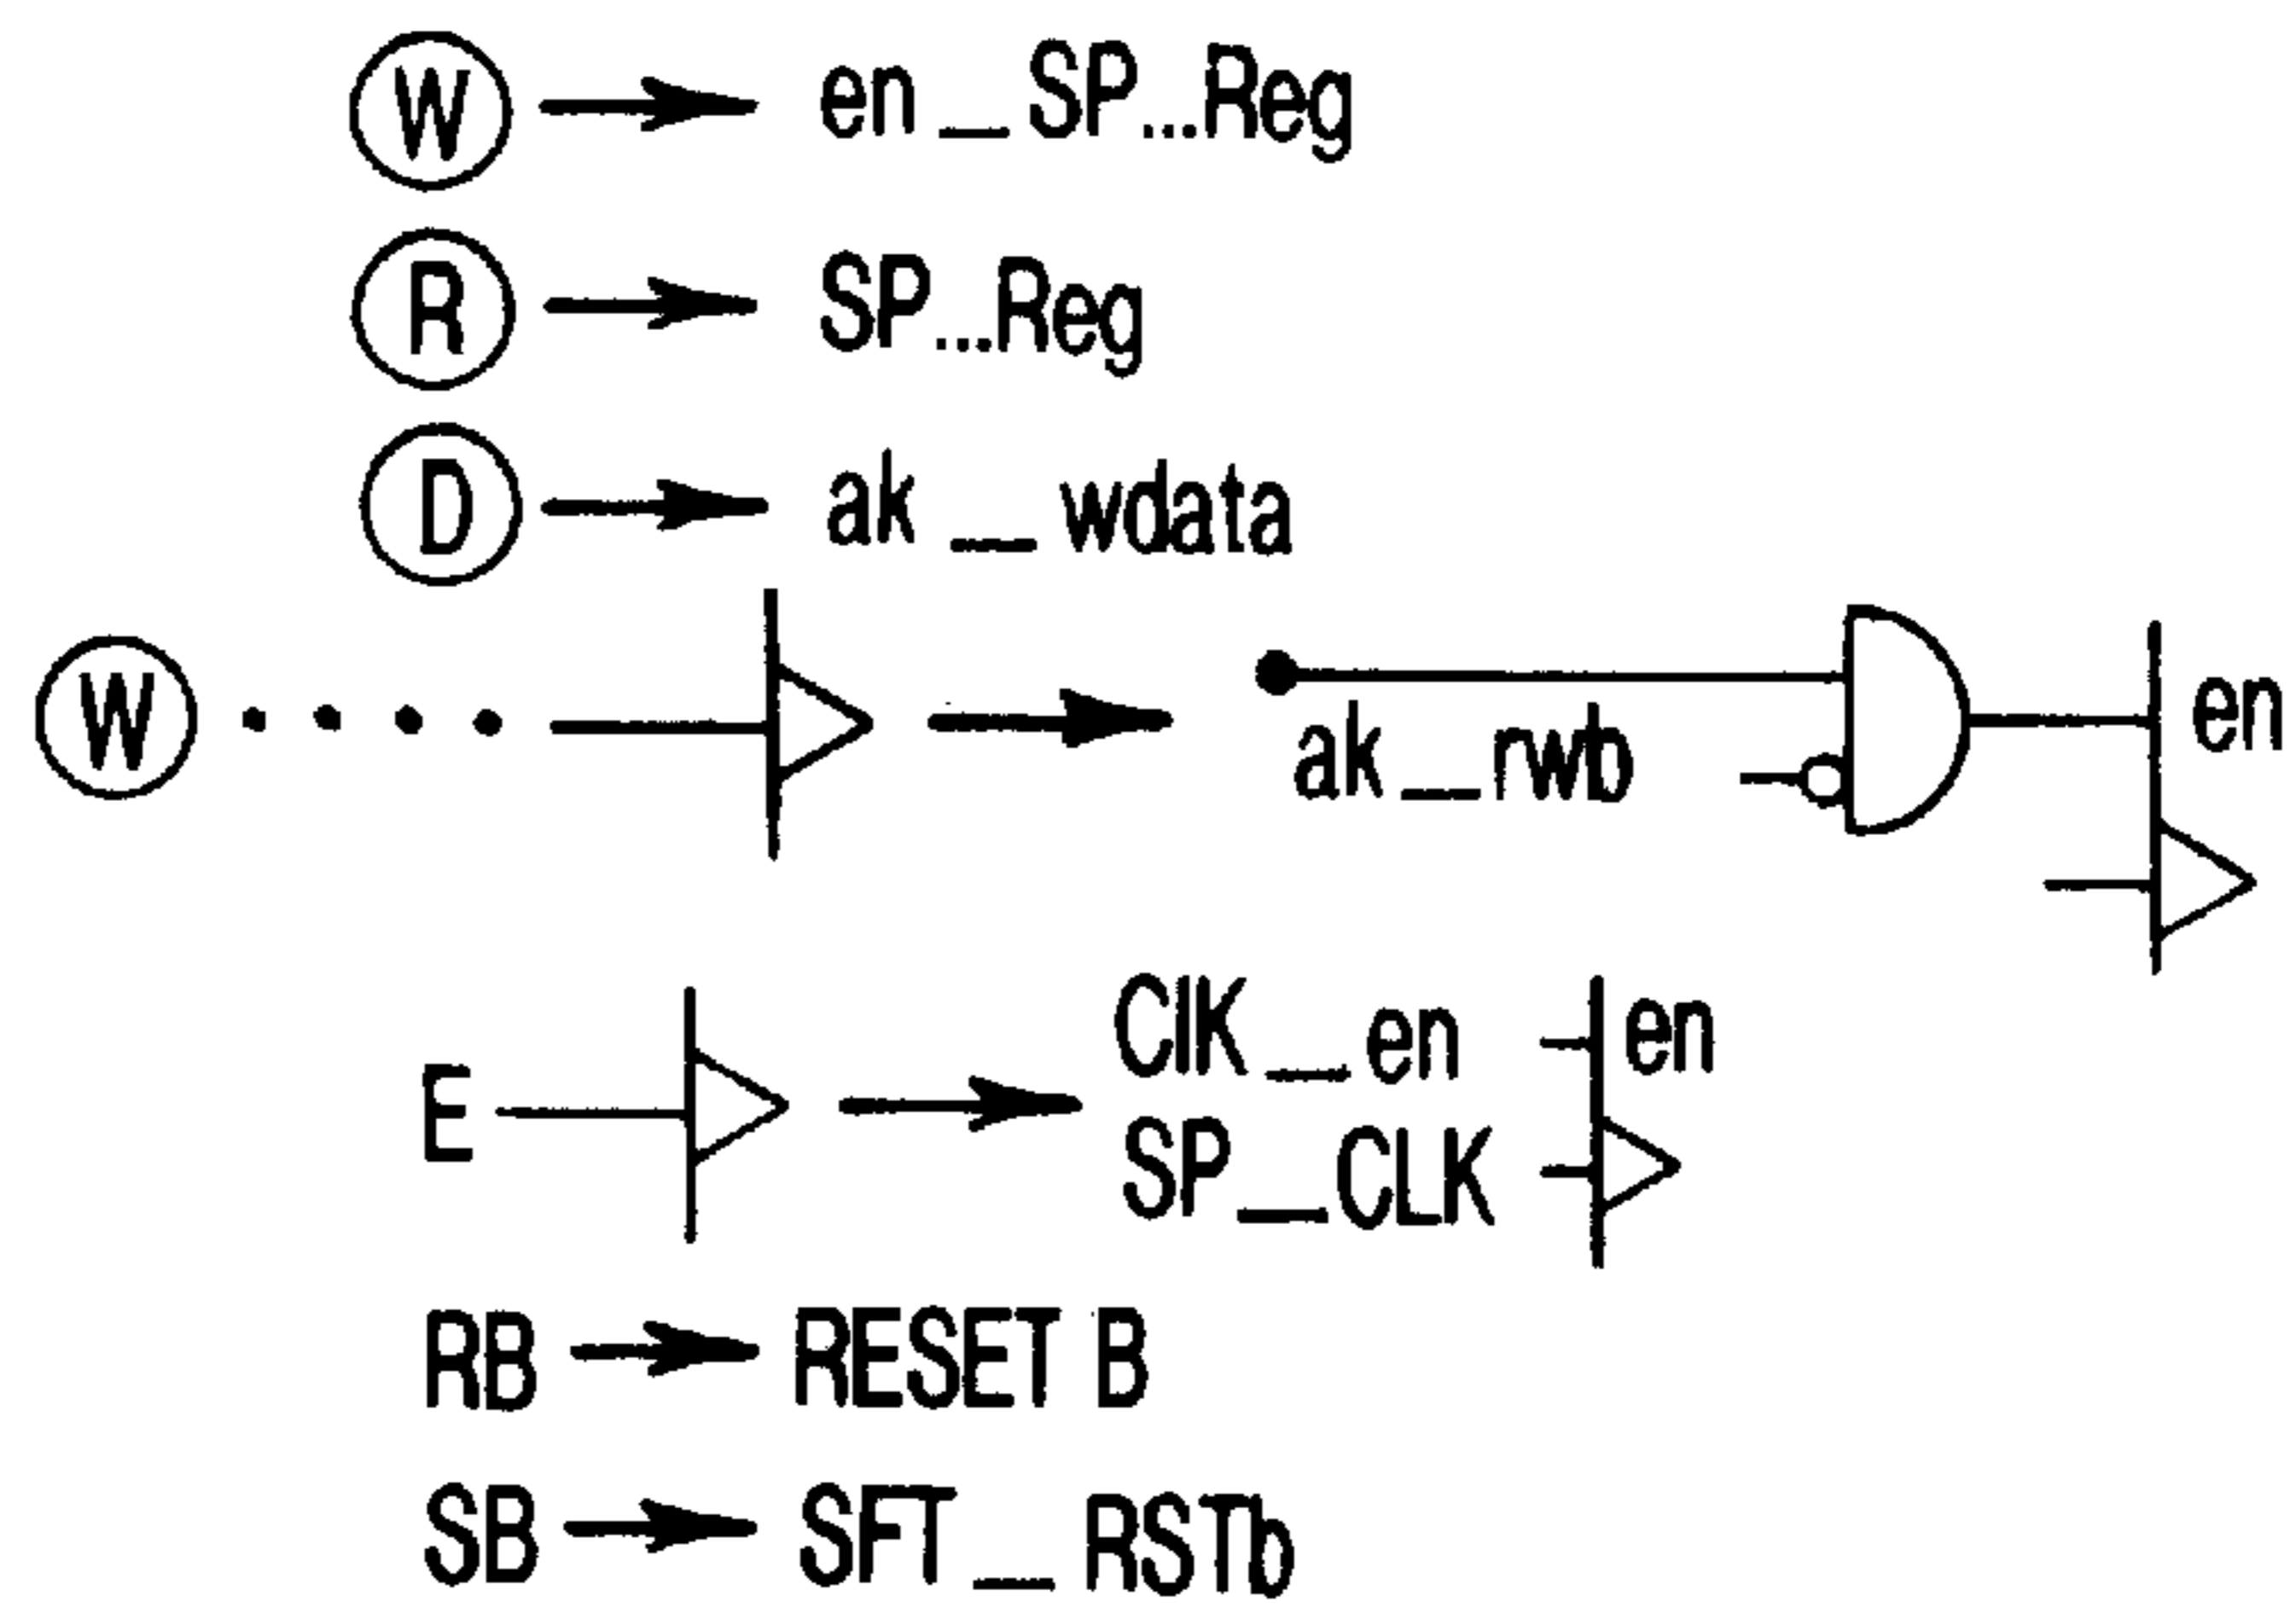 W en_SP...Reg
R SP...Reg
D ak_wdata
W .... ak_rwb en
E ClK_en en
SP_CLK
RB RESET B
SB SFT_RSTb